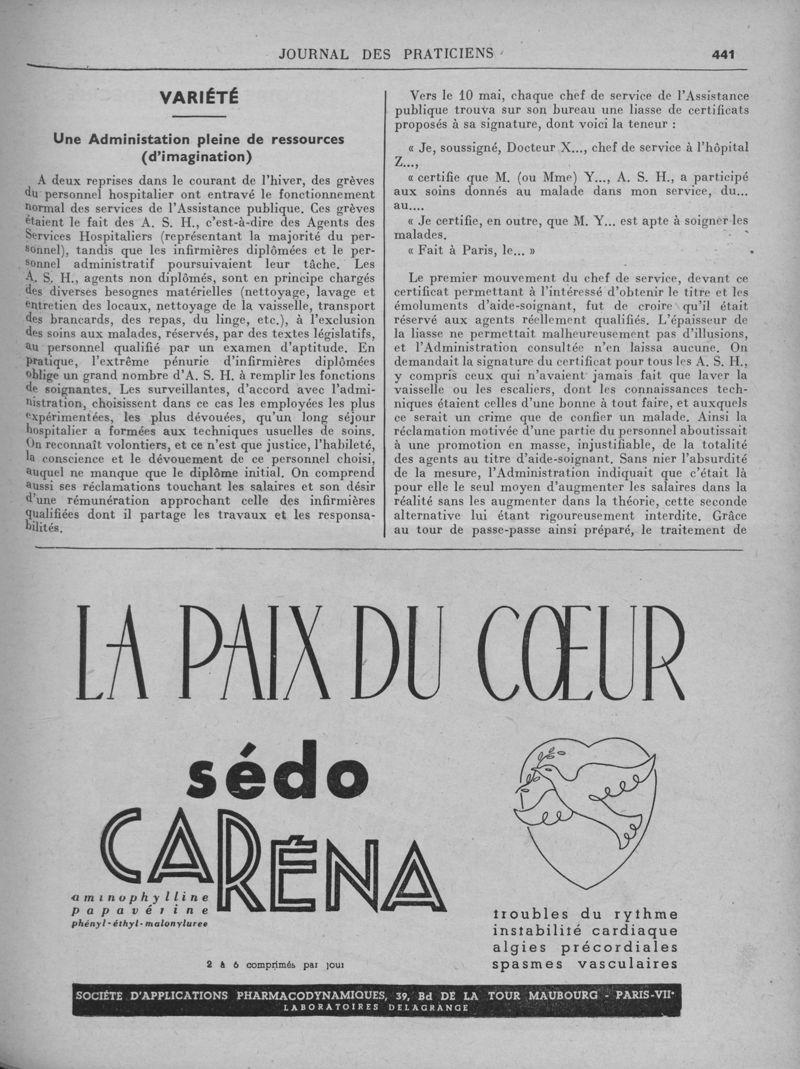 JOURNAL DES PRATICIENS
441
VARIÉTÉ
Une Administation pleine de ressources
(d'imagination)
A deux reprises dans le courant de l'hiver, des grèves
du personnel hospitalier ont entravé le fonctionnement
normal des services de l'Assistance publique. Ces grèves
étaient le fait des A. S. H., c'est-à-dire des Agents des
Services Hospitaliers (représentant la majorité du per-
sonnel), tandis que les infirmières diplômées et le per-
sonnel administratif poursuivaient leur tâche. Les
A. S. H., agents non diplômés, sont en principe chargés
des diverses besognes matérielles (nettoyage, lavage et
entretien des locaux, nettoyage de la vaisselle, transport
des brancards, des repas, du linge, etc.), à l'exclusion
des soins aux malades, réservés, par des textes législatifs,
au personnel qualifié par un examen d'aptitude. En
pratique, l'extrême pénurie d'infirmières diplômées
oblige un grand nombre d'A. S. H. à remplir les fonctions
de soignantes. Les surveillantes, d'accord avec l'admi-
nistration, choisissent dans ce cas les employées les plus
expérimentées, les plus dévouées, qu'un long séjour
hospitalier a formées aux techniques usuelles de soins.
On reconnaît volontiers, et ce n'est que justice, l'habileté,
la conscience et le dévouement de ce personnel choisi,
auquel ne manque que le diplôme initial. On comprend
aussi ses réclamations touchant les salaires et son désir
d'une rémunération approchant celle des infirmières
qualifiées dont il partage les travaux et les responsa-
bilités.
Vers le 10 mai, chaque chef de service de l'Assistance
publique trouva sur son bureau une liasse de certificats
proposés à sa signature, dont voici la teneur :
« Je, soussigné, Docteur X..., chef de service à l'hôpital
Z...,
« certifie que M. (ou Mme) Y..., A. S. H., a participé
aux soins donnés au malade dans mon service, du...
au....
« Je certifie, en outre, que M. Y... est apte à soigner les
malades.
« Fait à Paris, le... »
Le premier mouvement du chef de service, devant ce
certificat permettant à l'intéressé d'obtenir le titre et les
émoluments d'aide-soignant, fut de croire qu'il était
réservé aux agents réellement qualifiés. L'épaisseur de
la liasse ne permettait malheureusement pas d'illusions,
et l'Administration consultée n'en laissa aucune. On
demandait la signature du certificat pour tous les A. S. H.,
y compris ceux qui n'avaient jamais fait que laver la
vaisselle ou les escaliers, dont les connaissances tech-
niques étaient celles d'une bonne à tout faire, et auxquels
ce serait un crime que de confier un malade. Ainsi la
réclamation motivée d'une partie du personnel aboutissait
à une promotion en masse, injustifiable, de la totalité
des agents au titre d'aide-soignant. Sans nier l'absurdité
de la mesure, l'Administration indiquait que c'était là
pour elle le seul moyen d'augmenter les salaires dans la
réalité sans les augmenter dans la théorie, cette seconde
alternative lui étant rigoureusement interdite. Grâce
au tour de passe-passe ainsi préparé, le traitement de
LA PAIX DU CŒUR
sédo
CARÉNA
aminophylline
papavérine
phényl-éthyl-malonylurée
2 à 6 comprimés par jour
troubles du rythme
instabilité cardiaque
algies précordiales
spasmes vasculaires
SOCIÉTÉ D'APPLICATIONS PHARMACODYNAMIQUES, 39, Bd DE LA TOUR MAUBOURG - PARIS-VIIe
LABORATOIRES DELAGRANGE